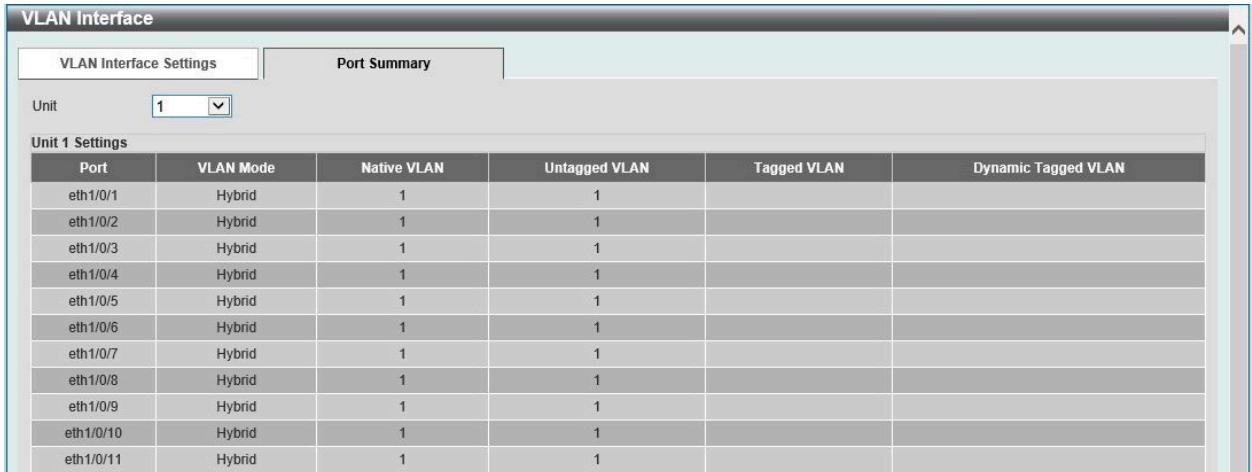 VLAN Interface
VLAN Interface Settings Port Summary
Unit 1
Unit 1 Settings
Port VLAN Mode Native VLAN Untagged VLAN Tagged VLAN Dynamic Tagged VLAN
eth1/0/1 Hybrid 1 1
eth1/0/2 Hybrid 1 1
eth1/0/3 Hybrid 1 1
eth1/0/4 Hybrid 1 1
eth1/0/5 Hybrid 1 1
eth1/0/6 Hybrid 1 1
eth1/0/7 Hybrid 1 1
eth1/0/8 Hybrid 1 1
eth1/0/9 Hybrid 1 1
eth1/0/10 Hybrid 1 1
eth1/0/11 Hybrid 1 1